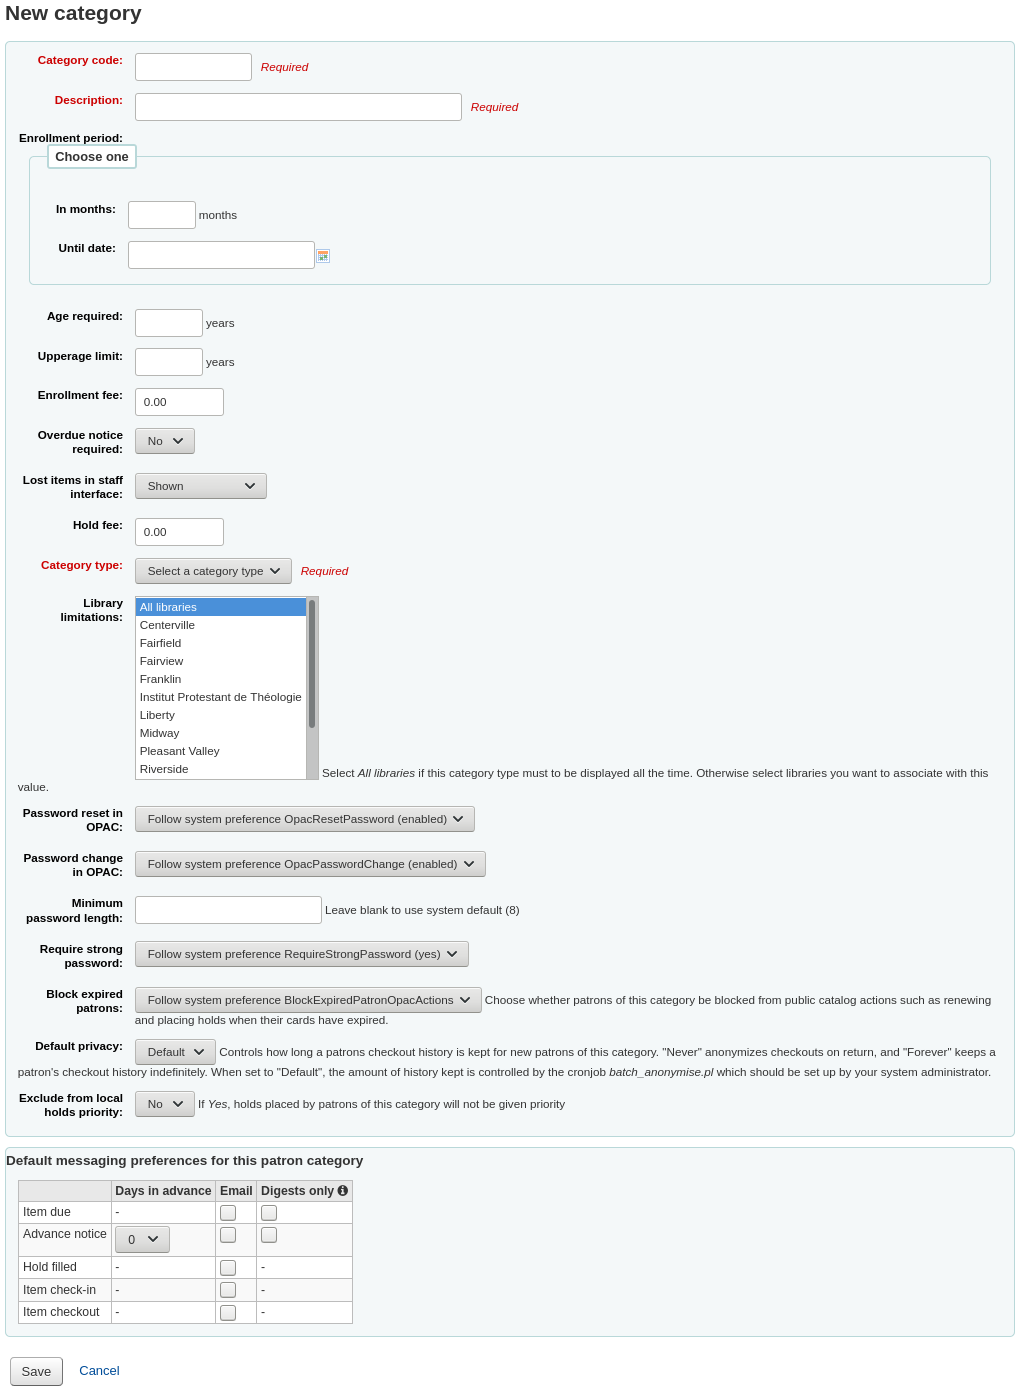 New category
Category code:
Required
Description:
Required
Enrollment period:
Choose one
In months:
months
Until date:
Age required:
years
Upperage limit:
years
Enrollment fee:
0.00
Overdue notice
required:
No
Lost items in staff
interface:
Shown
Hold fee:
0.00
Category type:
Select a category type
Required
Library
limitations:
All libraries
Centerville
Fairfield
Fairview
Franklin
Institut Protestant de Théologie
Liberty
Midway
Pleasant Valley
Riverside
Select All libraries if this category type must to be displayed all the time. Otherwise select libraries you want to associate with this
value.
Password reset in
OPAC:
Follow system preference OpacResetPassword (enabled)
Password change
in OPAC:
Follow system preference OpacPasswordChange (enabled)
Minimum
password length:
Leave blank to use system default (8)
Require strong
password:
Follow system preference RequireStrongPassword (yes)
Block expired
patrons:
Follow system preference BlockExpiredPatronOpacActions
Choose whether patrons of this category be blocked from public catalog actions such as renewing
and placing holds when their cards have expired.
Default privacy:
Default
Controls how long a patrons checkout history is kept for new patrons of this category. "Never" anonymizes checkouts on return, and "Forever" keeps a
patron's checkout history indefinitely. When set to "Default", the amount of history kept is controlled by the cronjob batch_anonymise.pl which should be set up by your system administrator.
Exclude from local
holds priority:
No
If Yes, holds placed by patrons of this category will not be given priority
Default messaging preferences for this patron category
Days in advance Email Digests only
Item due -
Advance notice 0
Hold filled - -
Item check-in - -
Item checkout - -
Save Cancel